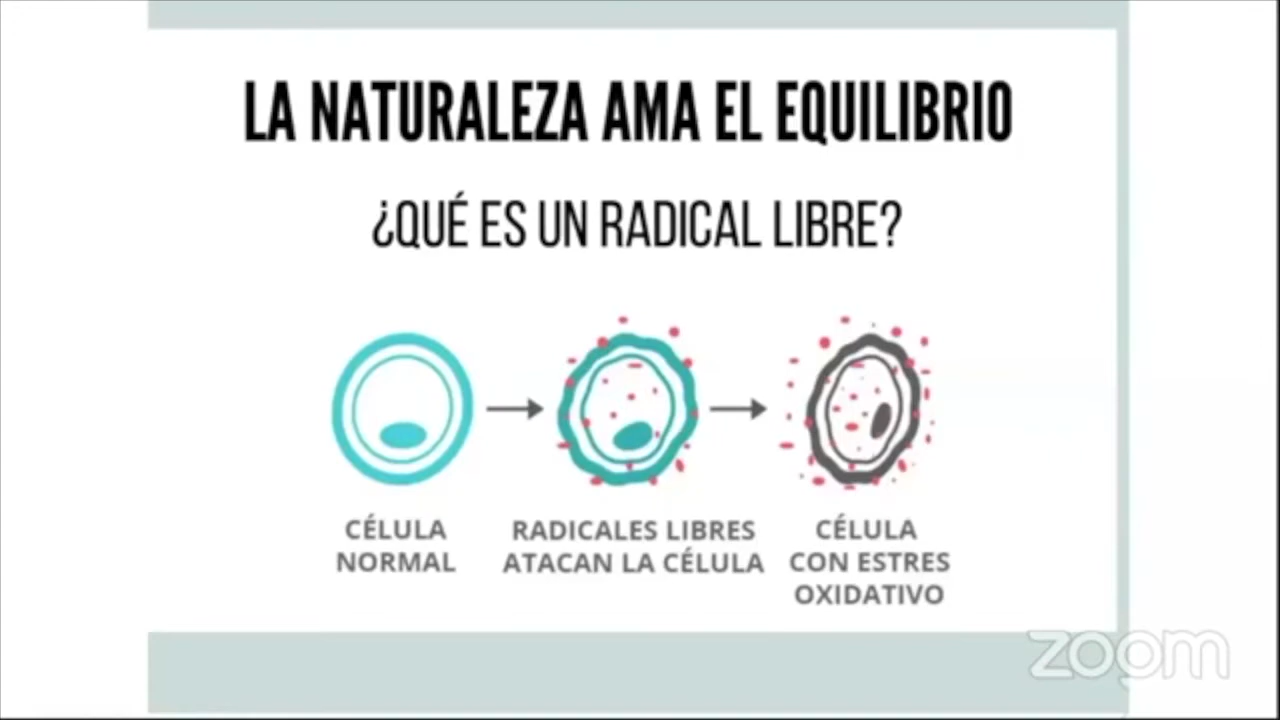 LA NATURALEZA AMA EL EQUILIBRIO
¿QUÉ ES UN RADICAL LIBRE?
CÉLULA
NORMAL
RADICALES LIBRES
ATACAN LA CÉLULA
CÉLULA
CON ESTRES
OXIDATIVO
zoom